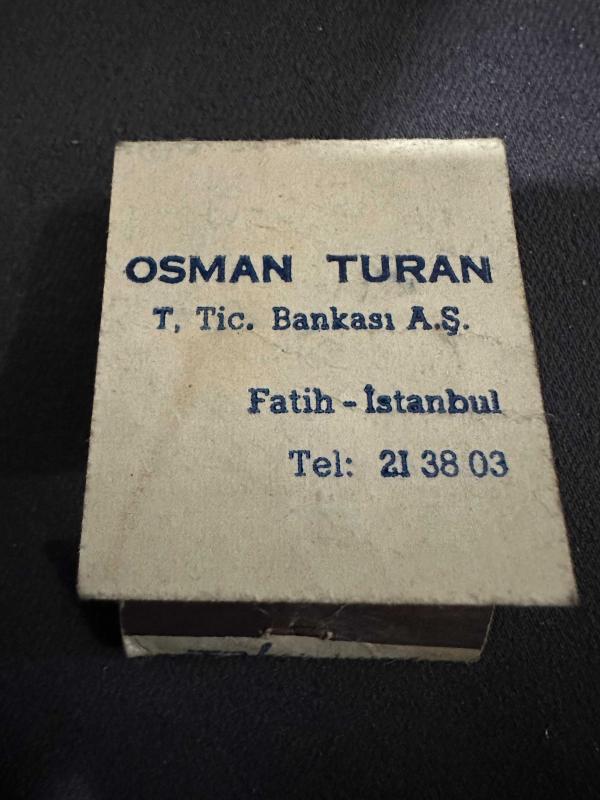 OSMAN TURAN
T, Tic. Bankası A.Ş.
Fatih - İstanbul
Tel: 21 38 03